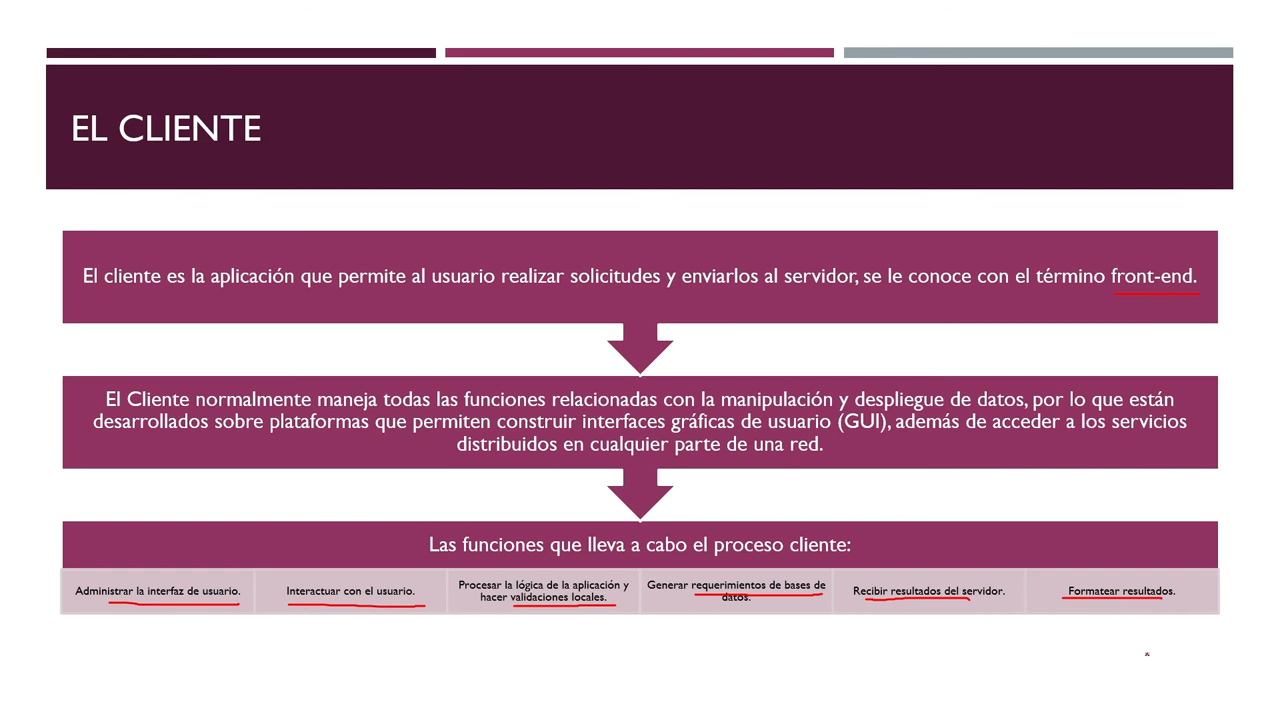 EL CLIENTE
El cliente es la aplicación que permite al usuario realizar solicitudes y enviarlos al servidor, se le conoce con el término front-end.
El Cliente normalmente maneja todas las funciones relacionadas con la manipulación y despliegue de datos, por lo que están
desarrollados sobre plataformas que permiten construir interfaces gráficas de usuario (GUI), además de acceder a los servicios
distribuidos en cualquier parte de una red.
Las funciones que lleva a cabo el proceso cliente:
Administrar la interfaz de usuario.
Interactuar con el usuario.
Procesar la lógica de la aplicación y
hacer validaciones locales.
Generar requerimientos de bases de
datos.
Recibir resultados del servidor.
Formatear resultados.